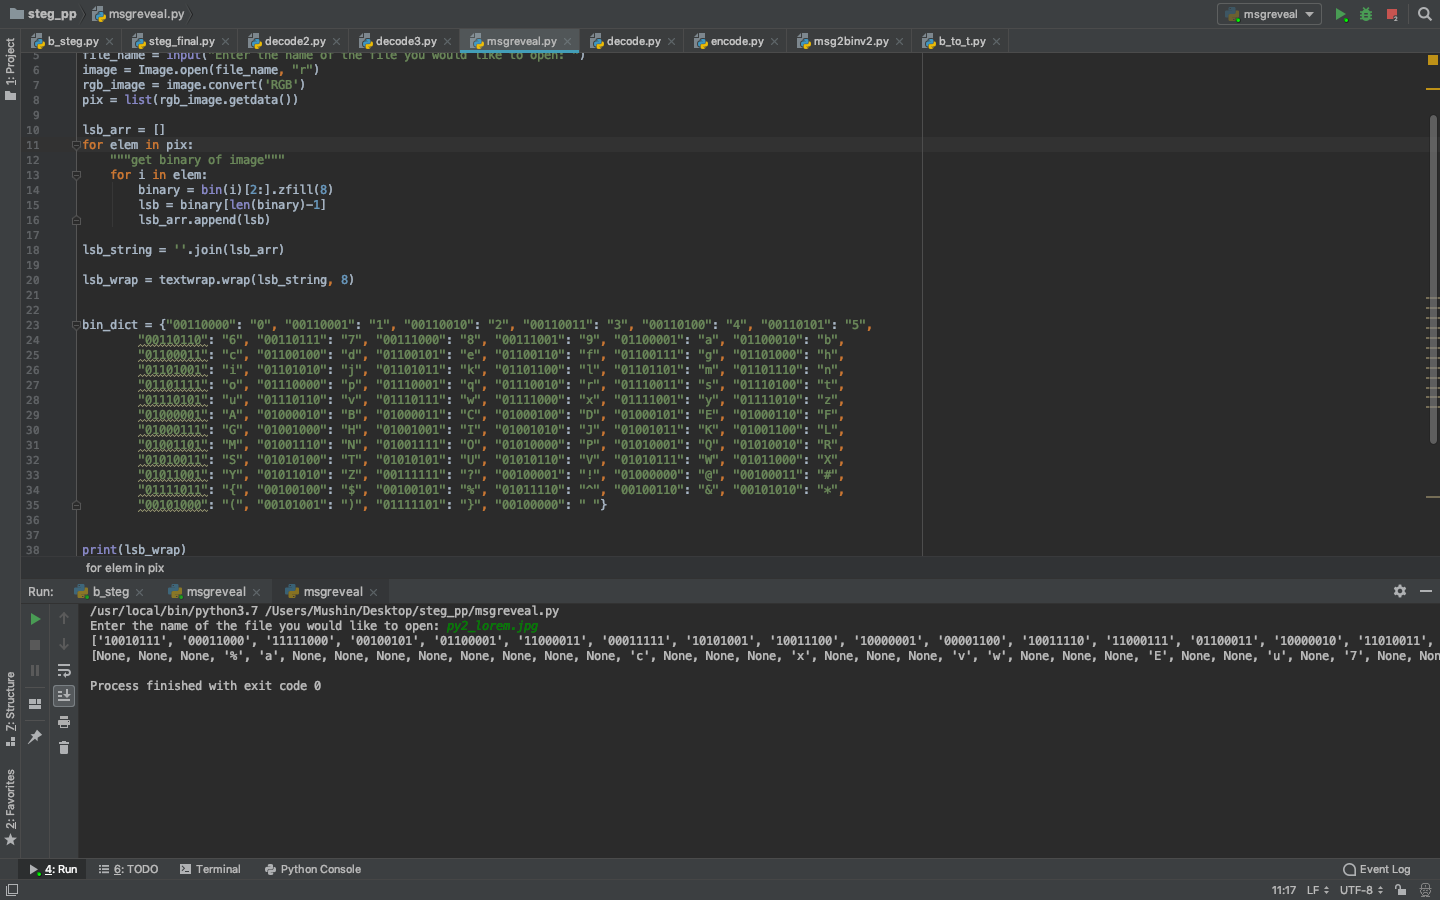 steg_pp msgreveal.py
msgreveal
b_steg.py steg_final.py decode2.py decode3.py msgreveal.py decode.py encode.py msg2binv2.py b_to_t.py
1: Project
5 file_name = input("Enter the name of the file you would like to open: ")
6 image = Image.open(file_name, "r")
7 rgb_image = image.convert('RGB')
8 pix = list(rgb_image.getdata())
9
10 lsb_arr = []
11 for elem in pix:
12 """get binary of image"""
13 for i in elem:
14 binary = bin(i)[2:].zfill(8)
15 lsb = binary[len(binary)-1]
16 lsb_arr.append(lsb)
17
18 lsb_string = ''.join(lsb_arr)
19
20 lsb_wrap = textwrap.wrap(lsb_string, 8)
21
22
23 bin_dict = {"00110000": "0", "00110001": "1", "00110010": "2", "00110011": "3", "00110100": "4", "00110101": "5",
24 "00110110": "6", "00110111": "7", "00111000": "8", "00111001": "9", "01100001": "a", "01100010": "b",
25 "01100011": "c", "01100100": "d", "01100101": "e", "01100110": "f", "01100111": "g", "01101000": "h",
26 "01101001": "i", "01101010": "j", "01101011": "k", "01101100": "l", "01101101": "m", "01101110": "n",
27 "01101111": "o", "01110000": "p", "01110001": "q", "01110010": "r", "01110011": "s", "01110100": "t",
28 "01110101": "u", "01110110": "v", "01110111": "w", "01111000": "x", "01111001": "y", "01111010": "z",
29 "01000001": "A", "01000010": "B", "01000011": "C", "01000100": "D", "01000101": "E", "01000110": "F",
30 "01000111": "G", "01001000": "H", "01001001": "I", "01001010": "J", "01001011": "K", "01001100": "L",
31 "01001101": "M", "01001110": "N", "01001111": "O", "01010000": "P", "01010001": "Q", "01010010": "R",
32 "01010011": "S", "01010100": "T", "01010101": "U", "01010110": "V", "01010111": "W", "01011000": "X",
33 "01011001": "Y", "01011010": "Z", "00111111": "?", "00100001": "!", "01000000": "@", "00100011": "#",
34 "01111011": "{", "00100100": "$", "00100101": "%", "01011110": "^", "00100110": "&", "00101010": "*",
35 "00101000": "(", "00101001": ")", "01111101": "}", "00100000": " "}
36
37
38 print(lsb_wrap)
for elem in pix
Run: b_steg msgreveal msgreveal
/usr/local/bin/python3.7 /Users/Mushin/Desktop/steg_pp/msgreveal.py
Enter the name of the file you would like to open: py2_lorem.jpg
['10010111', '00011000', '11111000', '00100101', '01100001', '11000011', '00011111', '10101001', '10011100', '10000001', '00001100', '10011110', '11000111', '01100011', '10000010', '11010011',
[None, None, None, '%', 'a', None, None, None, None, None, None, None, None, 'c', None, None, None, 'x', None, None, None, 'v', 'w', None, None, None, 'E', None, None, 'u', None, '7', None, Non
Process finished with exit code 0
7: Structure
2: Favorites
4: Run 6: TODO Terminal Python Console Event Log
11:17 LF UTF-8